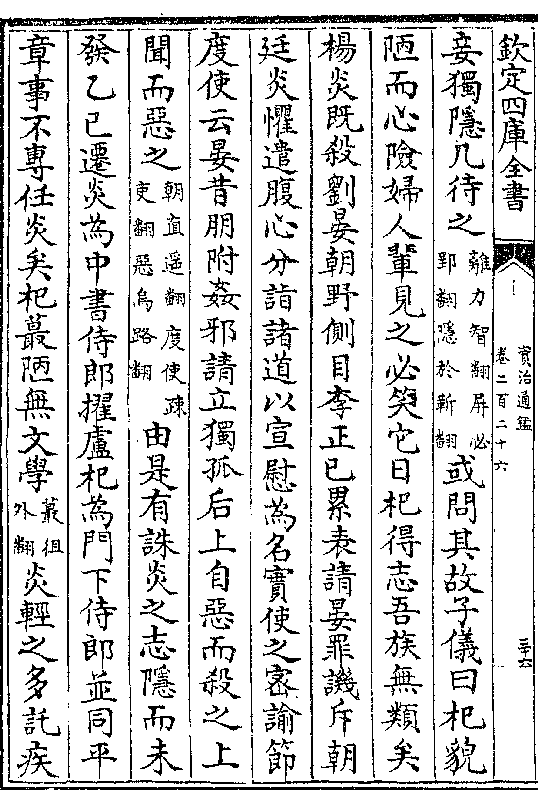 欽定四庫全書
資治通鑑
卷二百二十六
三十六
妾獨隱几待之離力智翻屏必郢翻隱於靳翻或問其故子儀曰杞貌
陋而心險婦人輩見之必笑它日杞得志吾族無類矣
楊炎既殺劉晏朝野側目李正已累表請晏罪譏斥朝
廷炎懼遣腹心分詣諸道以宣慰為名實使之密諭節
度使云晏昔朋附姦邪請立獨孤后上自惡而殺之上
聞而惡之朝直遥翻度使疎吏翻惡烏路翻由是有誅炎之志隱而未
發乙已遷炎為中書侍郎擢盧杞為門下侍郎並同平
章事不專任炎矣杞蕞陋無文學蕞徂外翻炎輕之多託疾